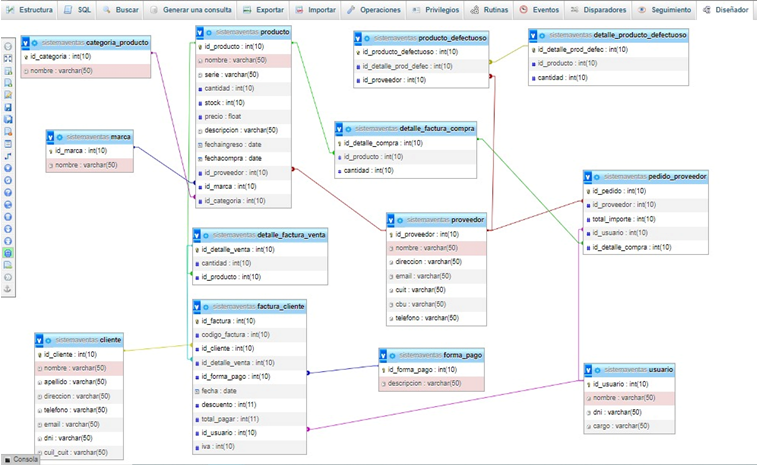 Estructura SQL Buscar Generar una consulta Exportar Importar Operaciones Privilegios Rutinas Eventos Disparadores Seguimiento Diseñador
sistemaventas categoria_producto
id_categoria : int(10)
nombre : varchar(50)
sistemaventas producto
id_producto : int(10)
nombre : varchar(50)
serie : varchar(50)
cantidad : int(10)
stock : int(10)
precio : float
descripcion : varchar(50)
fechaingreso : date
fechacompra : date
id_proveedor : int(10)
id_marca : int(10)
id_categoria : int(10)
sistemaventas producto_defectuoso
id_producto_defectuoso : int(10)
id_detalle_prod_defec : int(10)
id_proveedor : int(10)
sistemaventas detalle_producto_defectuoso
id_detalle_prod_defec : int(10)
id_producto : int(10)
cantidad : int(10)
sistemaventas marca
id_marca : int(10)
nombre : varchar(50)
sistemaventas detalle_factura_compra
id_detalle_compra : int(10)
id_producto : int(10)
cantidad : int(10)
sistemaventas pedido_proveedor
id_pedido : int(10)
id_proveedor : int(10)
total_importe : int(10)
id_usuario : int(10)
id_detalle_compra : int(10)
sistemaventas detalle_factura_venta
id_detalle_venta : int(10)
cantidad : int(10)
id_producto : int(10)
sistemaventas proveedor
id_proveedor : int(10)
nombre : varchar(50)
direccion : varchar(50)
email : varchar(50)
cuit : varchar(50)
cbu : varchar(50)
telefono : varchar(50)
sistemaventas factura_cliente
id_factura : int(10)
codigo_factura : int(10)
id_cliente : int(10)
id_detalle_venta : int(10)
id_forma_pago : int(10)
fecha : date
descuento : int(11)
total_pagar : int(11)
id_usuario : int(10)
iva : int(10)
sistemaventas cliente
id_cliente : int(10)
nombre : varchar(50)
apellido : varchar(50)
direccion : varchar(50)
telefono : varchar(50)
email : varchar(50)
dni : varchar(50)
cuil_cuit : varchar(50)
sistemaventas forma_pago
id_forma_pago : int(10)
descripcion : varchar(50)
sistemaventas usuario
id_usuario : int(10)
nombre : varchar(50)
dni : varchar(50)
cargo : varchar(50)
Consola